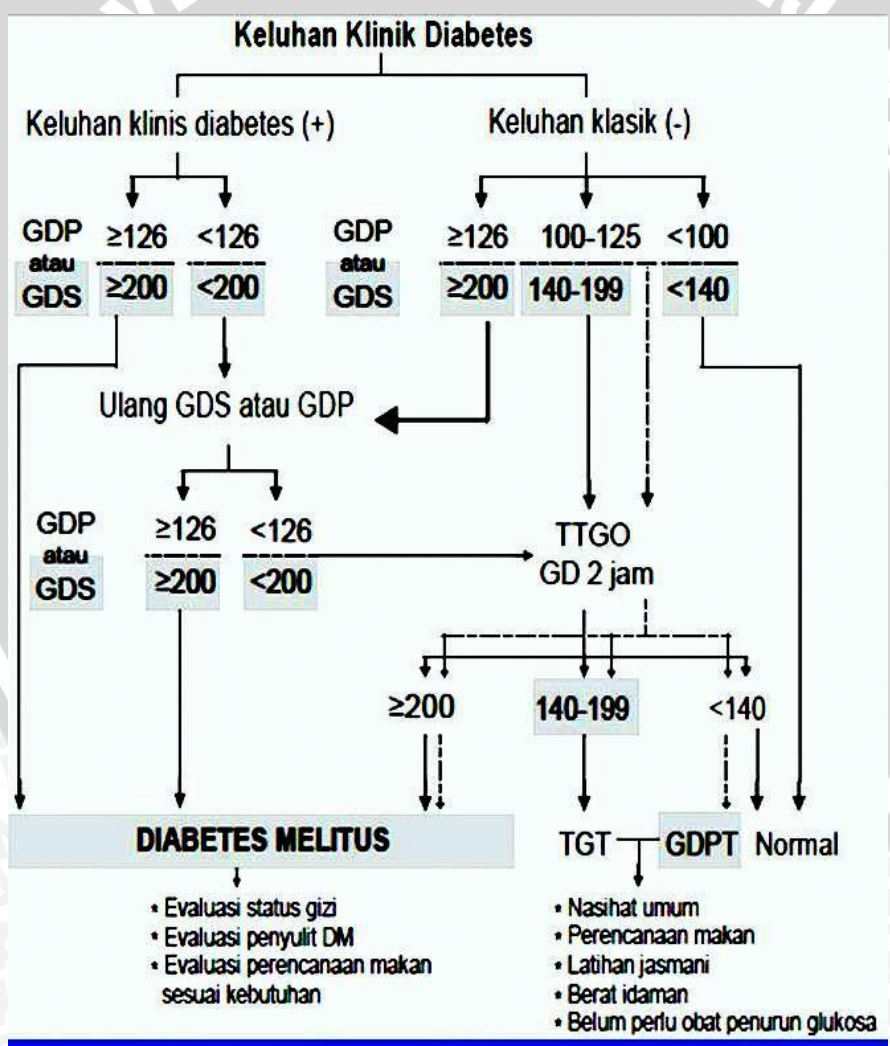 Keluhan Klinik Diabetes
Keluhan klinis diabetes (+)
Keluhan klasik (-)
GDP ≥126 <126
atau
GDS ≥200 <200
GDP ≥126 100-125 <100
atau
GDS ≥200 140-199 <140
Ulang GDS atau GDP
GDP ≥126 <126
atau
GDS ≥200 <200
TTGO
GD 2 jam
≥200 140-199 <140
DIABETES MELITUS
TGT GDPT Normal
* Evaluasi status gizi
* Evaluasi penyulit DM
* Evaluasi perencanaan makan
sesuai kebutuhan
* Nasihat umum
* Perencanaan makan
* Latihan jasmani
* Berat idaman
* Belum perlu obat penurun glukosa